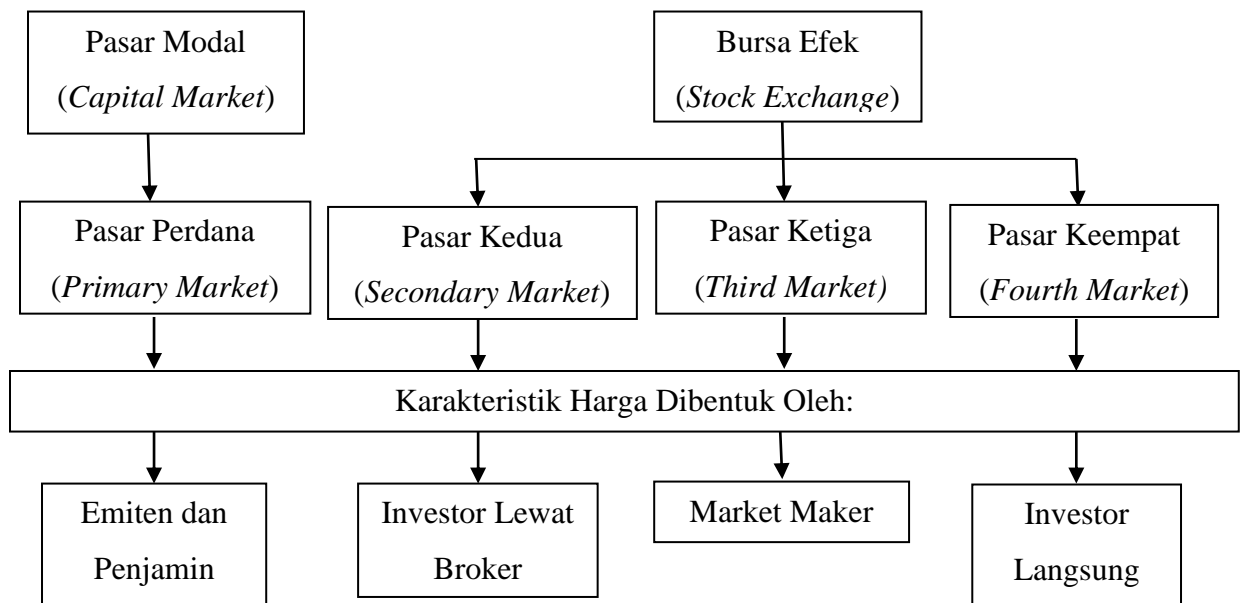 Pasar Modal
(Capital Market)
Bursa Efek
(Stock Exchange)
Pasar Perdana
(Primary Market)
Pasar Kedua
(Secondary Market)
Pasar Ketiga
(Third Market)
Pasar Keempat
(Fourth Market)
Karakteristik Harga Dibentuk Oleh:
Emiten dan
Penjamin
Investor Lewat
Broker
Market Maker
Investor
Langsung